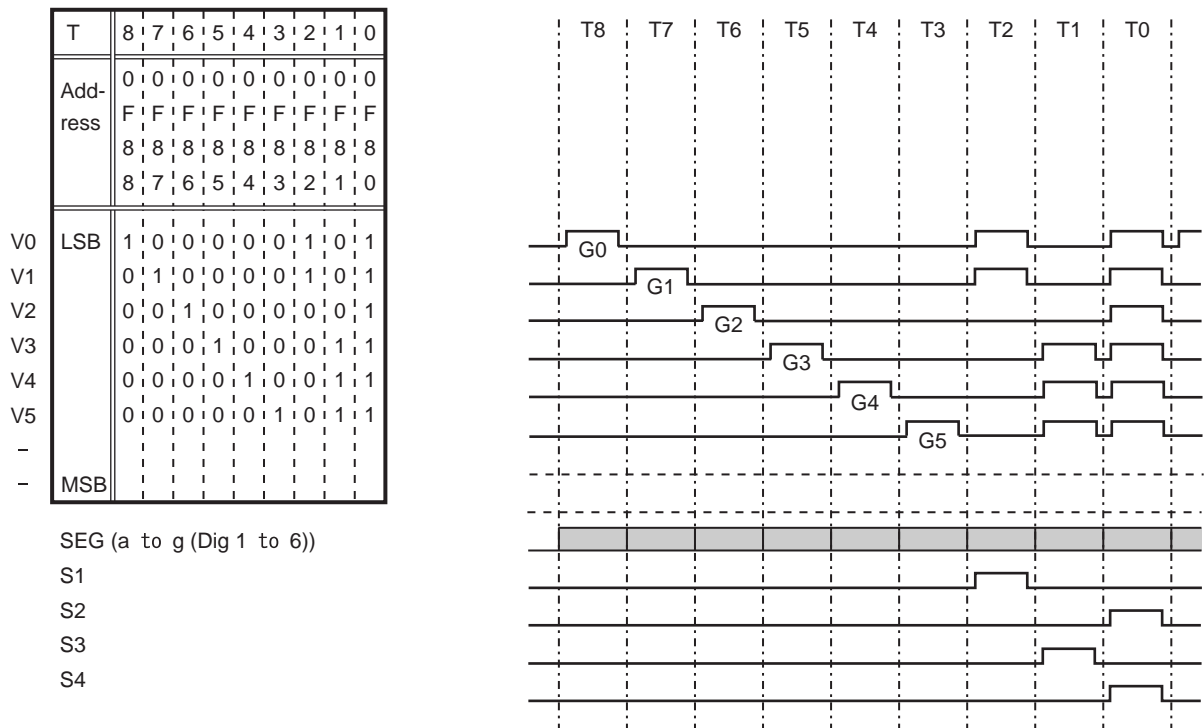 T 8 7 6 5 4 3 2 1 0
Add-
ress
0 0 0 0 0 0 0 0 0
F F F F F F F F F
8 8 8 8 8 8 8 8 8
8 7 6 5 4 3 2 1 0
V0 LSB 1 0 0 0 0 0 1 0 1
V1 0 1 0 0 0 0 1 0 1
V2 0 0 1 0 0 0 0 0 1
V3 0 0 0 1 0 0 0 1 1
V4 0 0 0 0 1 0 0 1 1
V5 0 0 0 0 0 1 0 1 1
–
– MSB
SEG (a to g (Dig 1 to 6))
S1
S2
S3
S4
T8 T7 T6 T5 T4 T3 T2 T1 T0
G0
G1
G2
G3
G4
G5